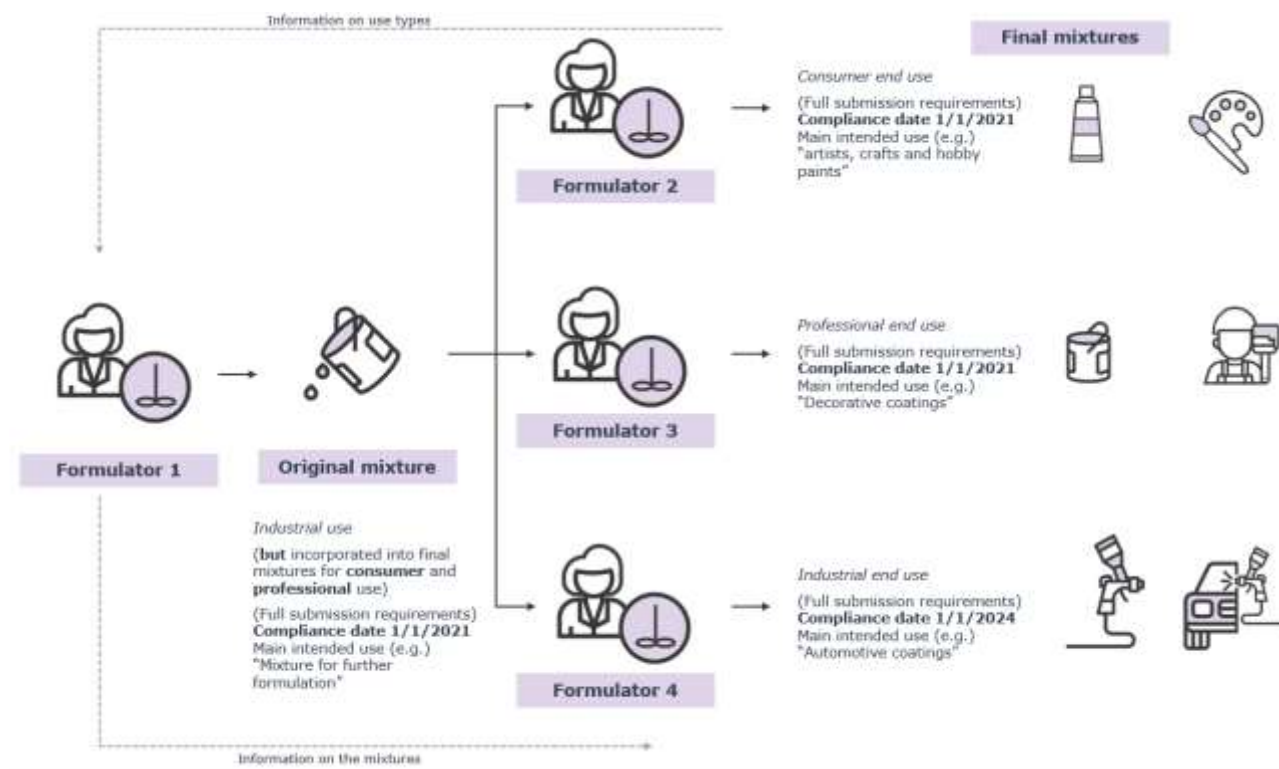 Information on use types
Final mixtures
Consumer end use
(Full submission requirements)
Compliance date 1/1/2021
Main intended use (e.g.)
"artists, crafts and hobby
paints"
Formulator 2
Professional end use
(Full submission requirements)
Compliance date 1/1/2021
Main intended use (e.g.)
"Decorative coatings"
Formulator 3
Formulator 1
Original mixture
Industrial use
(but incorporated into final
mixtures for consumer and
professional use)
(Full submission requirements)
Compliance date 1/1/2021
Main intended use (e.g.)
"Mixture for further
formulation"
Industrial end use
(Full submission requirements)
Compliance date 1/1/2024
Main intended use (e.g.)
"Automotive coatings"
Formulator 4
Information on the mixtures